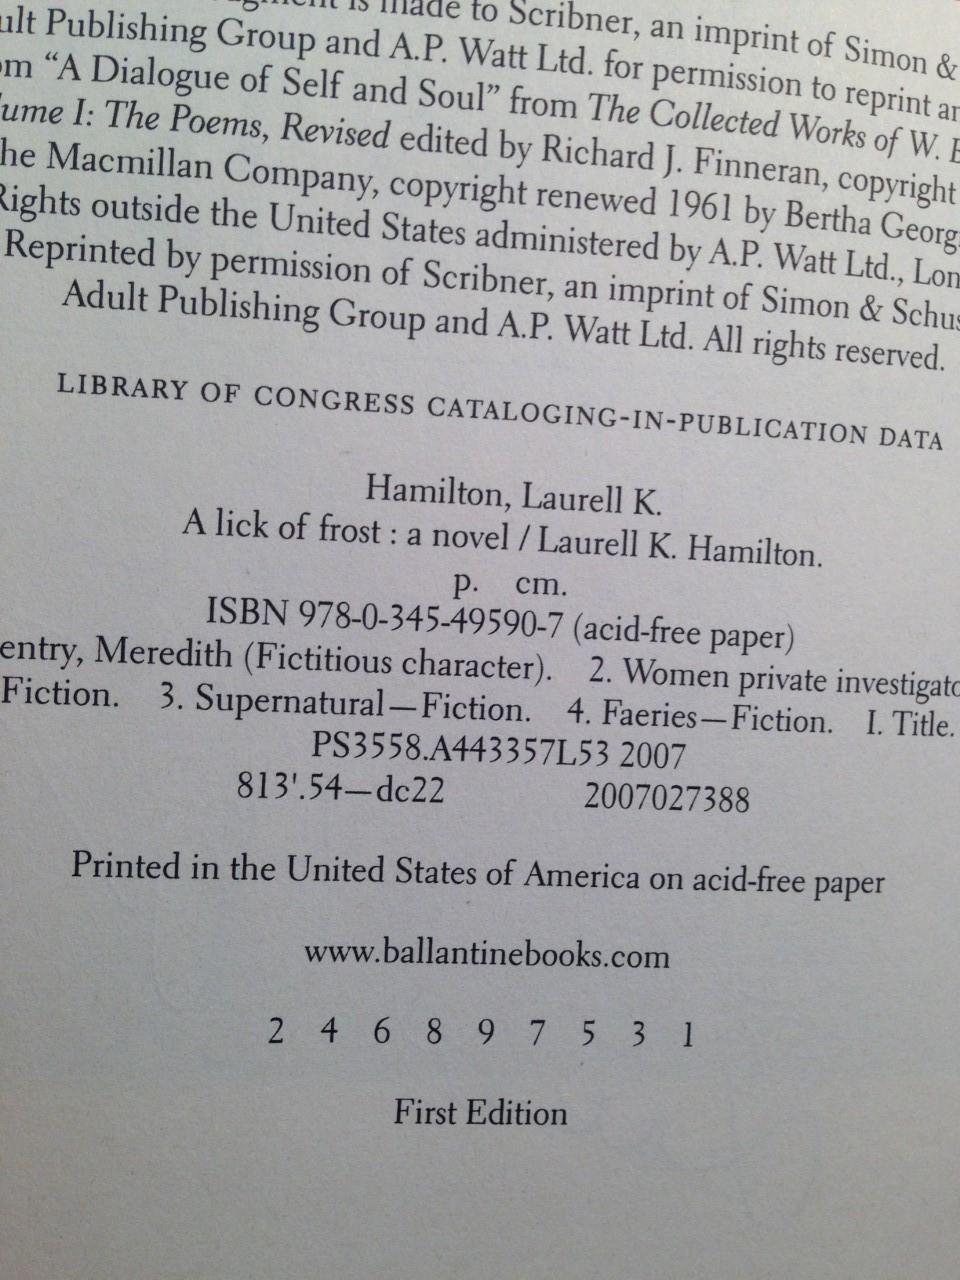 is made to Scribner, an imprint of Simon &
ult Publishing Group and A.P. Watt Ltd. for permission to reprint an
om “A Dialogue of Self and Soul” from The Collected Works of W. B
lume I: The Poems, Revised edited by Richard J. Finneran, copyright
he Macmillan Company, copyright renewed 1961 by Bertha Georg
Rights outside the United States administered by A.P. Watt Ltd., Lon
Reprinted by permission of Scribner, an imprint of Simon & Schus
Adult Publishing Group and A.P. Watt Ltd. All rights reserved.
LIBRARY OF CONGRESS CATALOGING-IN-PUBLICATION DATA
Hamilton, Laurell K.
A lick of frost : a novel / Laurell K. Hamilton.
p. cm.
ISBN 978-0-345-49590-7 (acid-free paper)
entry, Meredith (Fictitious character). 2. Women private investigato
Fiction. 3. Supernatural—Fiction. 4. Faeries—Fiction. I. Title.
PS3558.A443357L53 2007
813'.54—dc22 2007027388
Printed in the United States of America on acid-free paper
www.ballantinebooks.com
2 4 6 8 9 7 5 3 1
First Edition